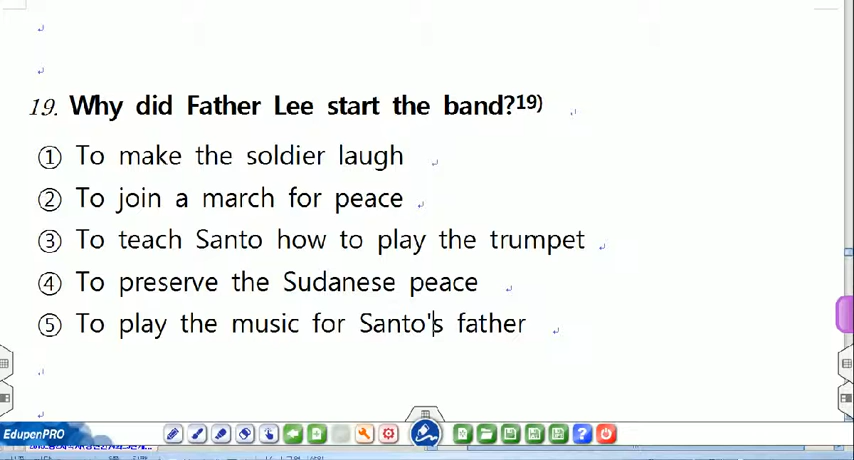 19. Why did Father Lee start the band?19)
① To make the soldier laugh
② To join a march for peace
③ To teach Santo how to play the trumpet
④ To preserve the Sudanese peace
⑤ To play the music for Santo's father
EdupenPRO